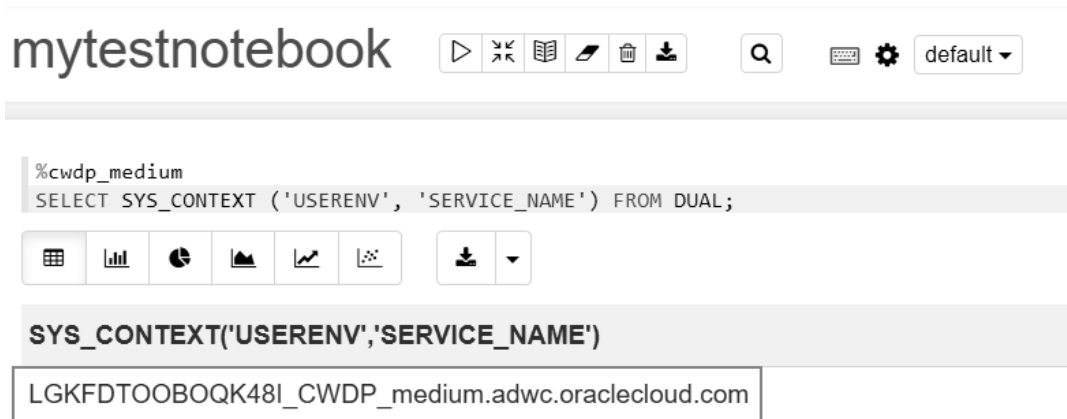 mytestnotebook default
%cwdp_medium
SELECT SYS_CONTEXT ('USERENV', 'SERVICE_NAME') FROM DUAL;
SYS_CONTEXT('USERENV','SERVICE_NAME')
LGKFDTOOBOQK48I_CWDP_medium.adwc.oraclecloud.com